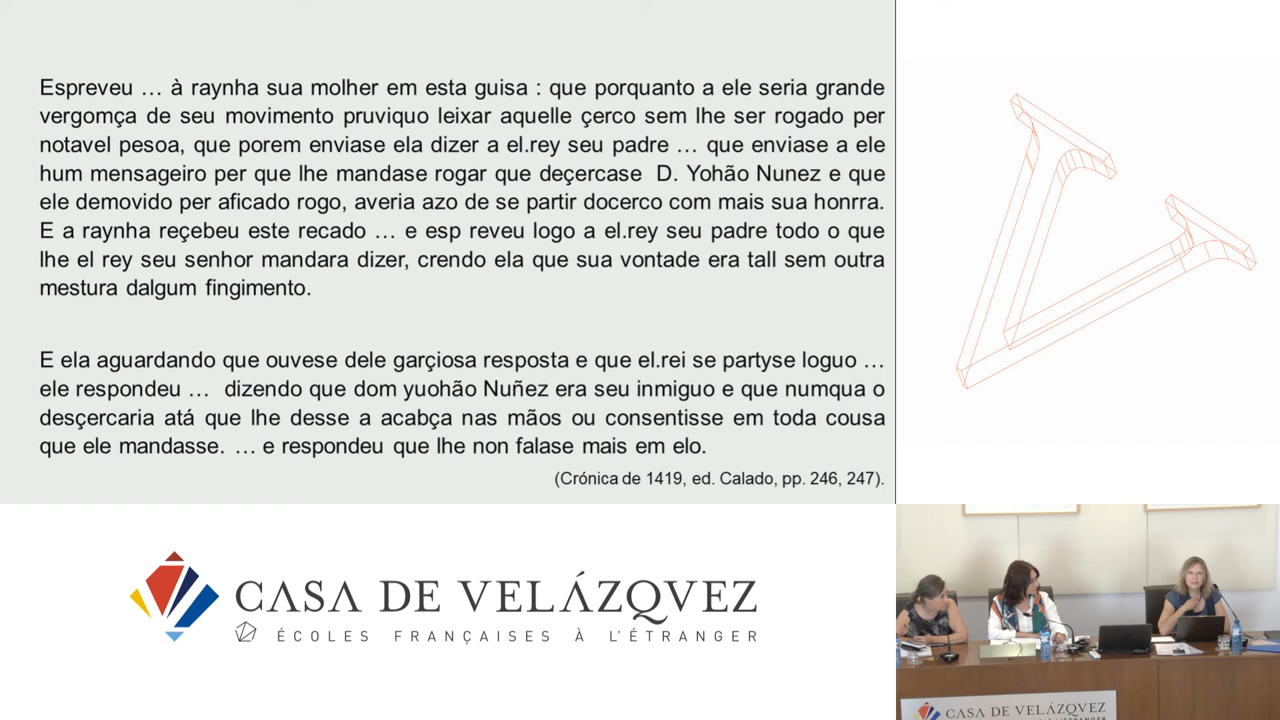 Espreveu … à raynha sua molher em esta guisa : que porquanto a ele seria grande
vergomça de seu movimento pruviquo leixar aquelle çerco sem lhe ser rogado per
notavel pesoa, que porem enviase ela dizer a el.rey seu padre … que enviase a ele
hum mensageiro per que lhe mandase rogar que deçercase D. Yohão Nunez e que
ele demovido per aficado rogo, averia azo de se partir docerco com mais sua honrra.
E a raynha reçebeu este recado … e esp reveu logo a el.rey seu padre todo o que
lhe el rey seu senhor mandara dizer, crendo ela que sua vontade era tall sem outra
mestura dalgum fingimento.
E ela aguardando que ouvese dele garçiosa resposta e que el.rei se partyse loguo …
ele respondeu … dizendo que dom yuohão Nuñez era seu inmiguo e que numqua o
desçercaria atá que lhe desse a acabça nas mãos ou consentisse em toda cousa
que ele mandasse. … e respondeu que lhe non falase mais em elo.
(Crónica de 1419, ed. Calado, pp. 246, 247).
CASA DE VELÁZQVEZ
ÉCOLES FRANÇAISES À L'ÉTRANGER
CASA DE VELÁZQVEZ